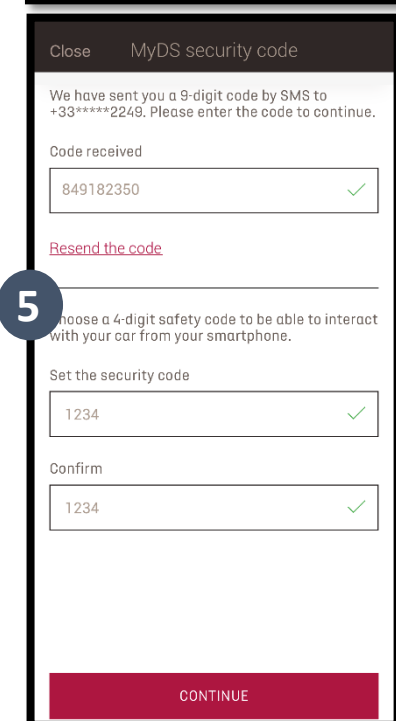 Close MyDS security code
We have sent you a 9-digit code by SMS to
+33*****2249. Please enter the code to continue.
Code received
849182350
Resend the code
5
hoose a 4-digit safety code to be able to interact
with your car from your smartphone.
Set the security code
1234
Confirm
1234
CONTINUE